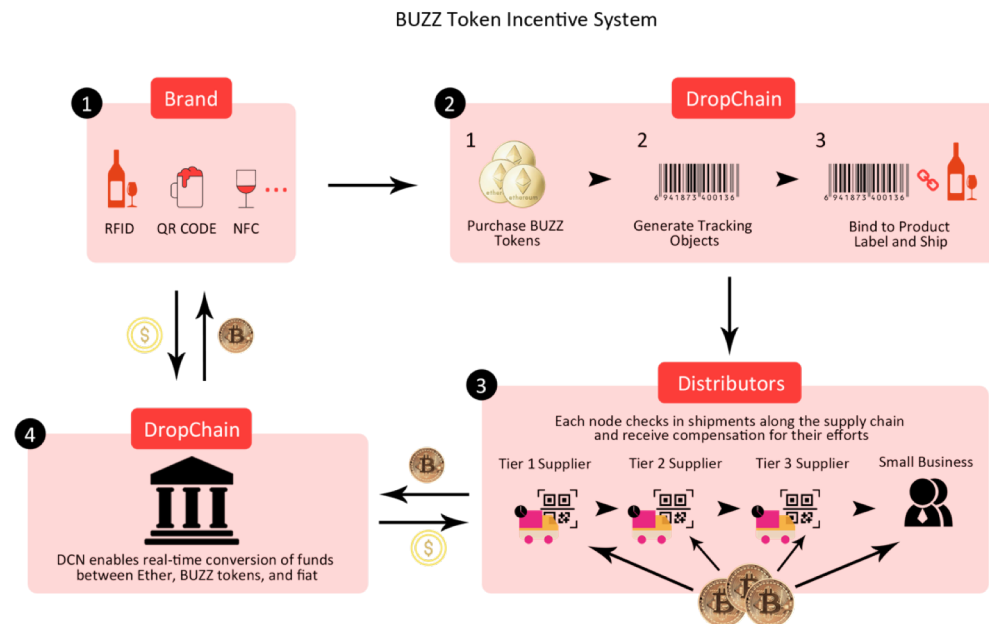 BUZZ Token Incentive System
1
Brand
RFID
QR CODE
NFC
2
DropChain
1
2
3
6 941873 400136
6 941873 400136
Purchase BUZZ
Tokens
Generate Tracking
Objects
Bind to Product
Label and Ship
3
Distributors
Each node checks in shipments along the supply chain
and receive compensation for their efforts
Tier 1 Supplier
Tier 2 Supplier
Tier 3 Supplier
Small Business
4
DropChain
DCN enables real-time conversion of funds
between Ether, BUZZ tokens, and fiat